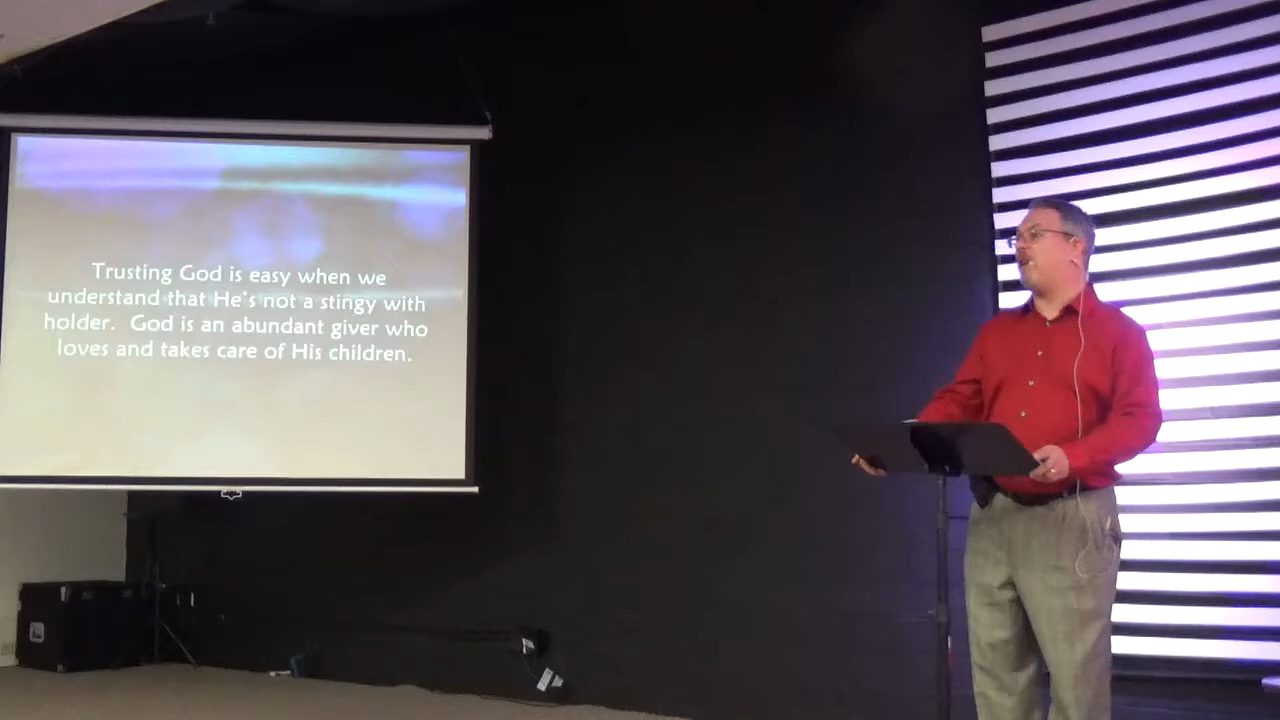 Trusting God is easy when we
understand that He's not a stingy with
holder.  God is an abundant giver who
loves and takes care of His children.